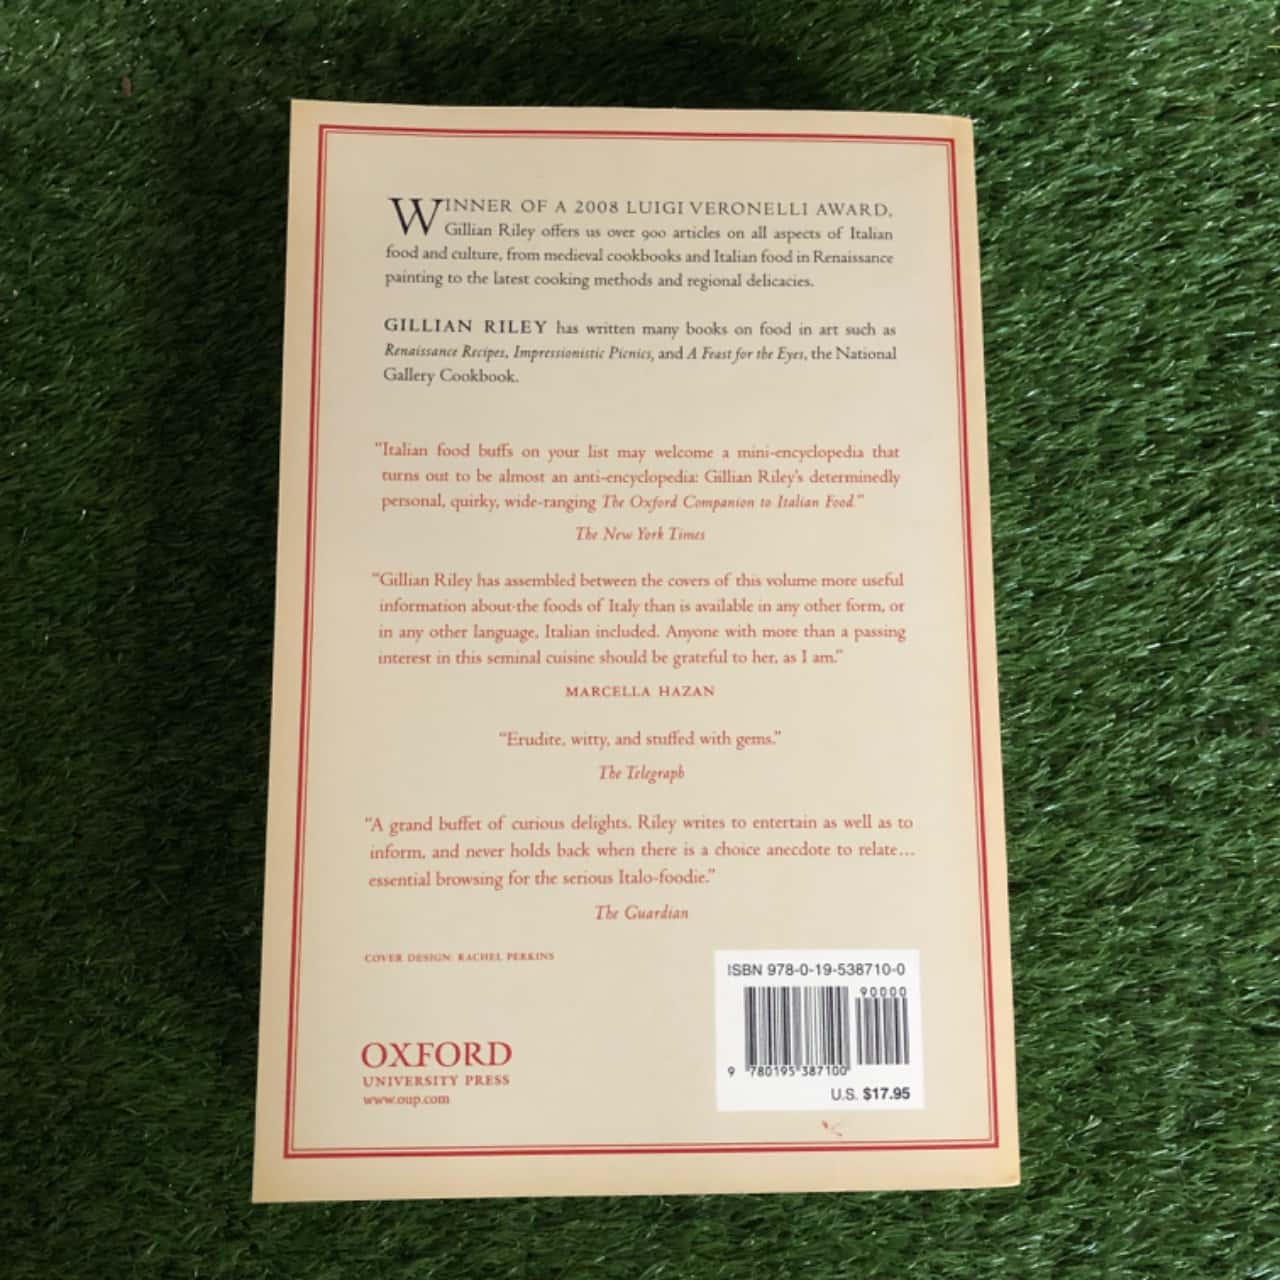 WINNER OF A 2008 LUIGI VERONELLI AWARD,
Gillian Riley offers us over 900 articles on all aspects of Italian
food and culture, from medieval cookbooks and Italian food in Renaissance
painting to the latest cooking methods and regional delicacies.
GILLIAN RILEY has written many books on food in art such as
Renaissance Recipes, Impressionistic Picnics, and A Feast for the Eyes, the National
Gallery Cookbook.
“Italian food buffs on your list may welcome a mini-encyclopedia that
turns out to be almost an anti-encyclopedia: Gillian Riley’s determinedly
personal, quirky, wide-ranging The Oxford Companion to Italian Food.”
The New York Times
“Gillian Riley has assembled between the covers of this volume more useful
information about the foods of Italy than is available in any other form, or
in any other language, Italian included. Anyone with more than a passing
interest in this seminal cuisine should be grateful to her, as I am.”
MARCELLA HAZAN
“Erudite, witty, and stuffed with gems.”
The Telegraph
“A grand buffet of curious delights. Riley writes to entertain as well as to
inform, and never holds back when there is a choice anecdote to relate...
essential browsing for the serious Italo-foodie.”
The Guardian
COVER DESIGN: RACHEL PERKINS
ISBN 978-0-19-538710-0
90000
9 780195 387100
U.S. $17.95
OXFORD
UNIVERSITY PRESS
www.oup.com